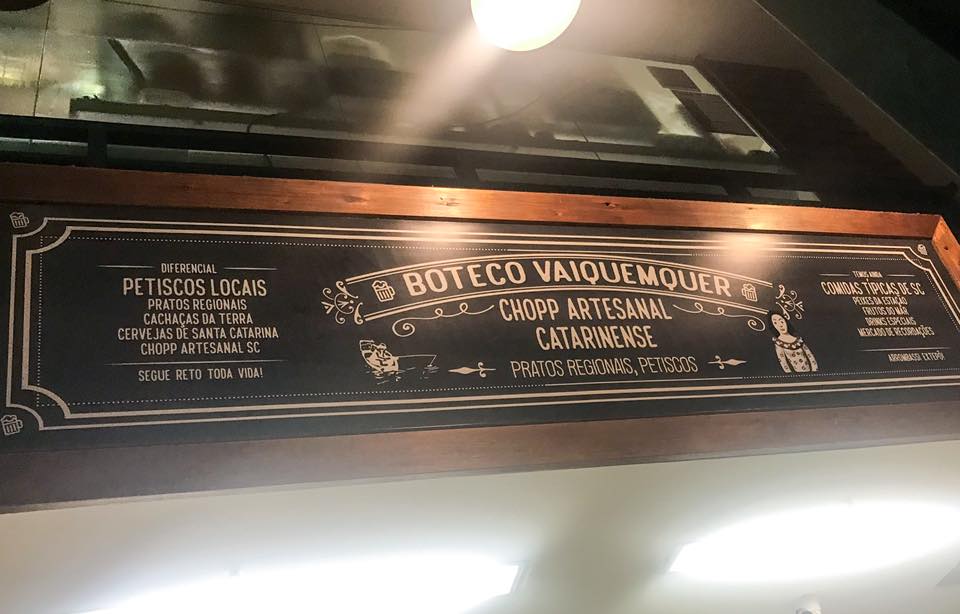 DIFERENCIAL
PETISCOS LOCAIS
PRATOS REGIONAIS
CACHAÇAS DA TERRA
CERVEJAS DE SANTA CATARINA
CHOPP ARTESANAL SC
SEGUE RETO TODA VIDA!
BOTECO VAIQUEMQUER
CHOPP ARTESANAL
CATARINENSE
PRATOS REGIONAIS, PETISCOS
TEMOS AINDA
COMIDAS TÍPICAS DE SC
PEIXES DA ESTAÇÃO
FRUTOS DO MAR
DRINKS ESPECIAIS
MERCADO DE RECORDAÇÕES
ARROMBASSI EXTEPÔ!